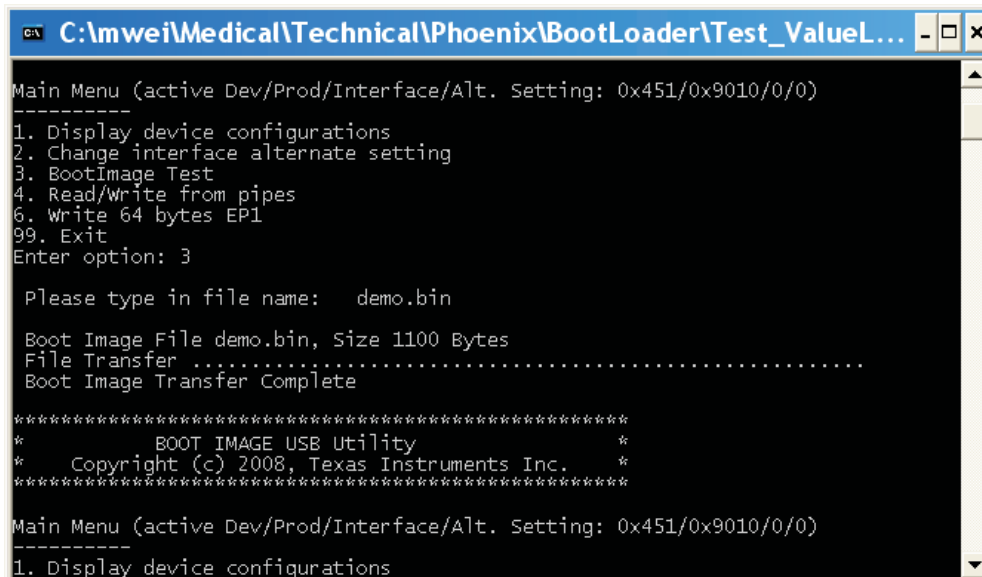 C:\mwei\Medical\Technical\Phoenix\BootLoader\Test_ValueL...
Main Menu (active Dev/Prod/Interface/Alt. Setting: 0x451/0x9010/0/0)
----------
1. Display device configurations
2. Change interface alternate setting
3. BootImage Test
4. Read/Write from pipes
6. Write 64 bytes EP1
99. Exit
Enter option: 3
Please type in file name:   demo.bin
Boot Image File demo.bin, Size 1100 Bytes
File Transfer .........................................................
Boot Image Transfer Complete
****************************************************
*           BOOT IMAGE USB Utility                 *
*    Copyright (c) 2008, Texas Instruments Inc.    *
****************************************************
Main Menu (active Dev/Prod/Interface/Alt. Setting: 0x451/0x9010/0/0)
----------
1. Display device configurations